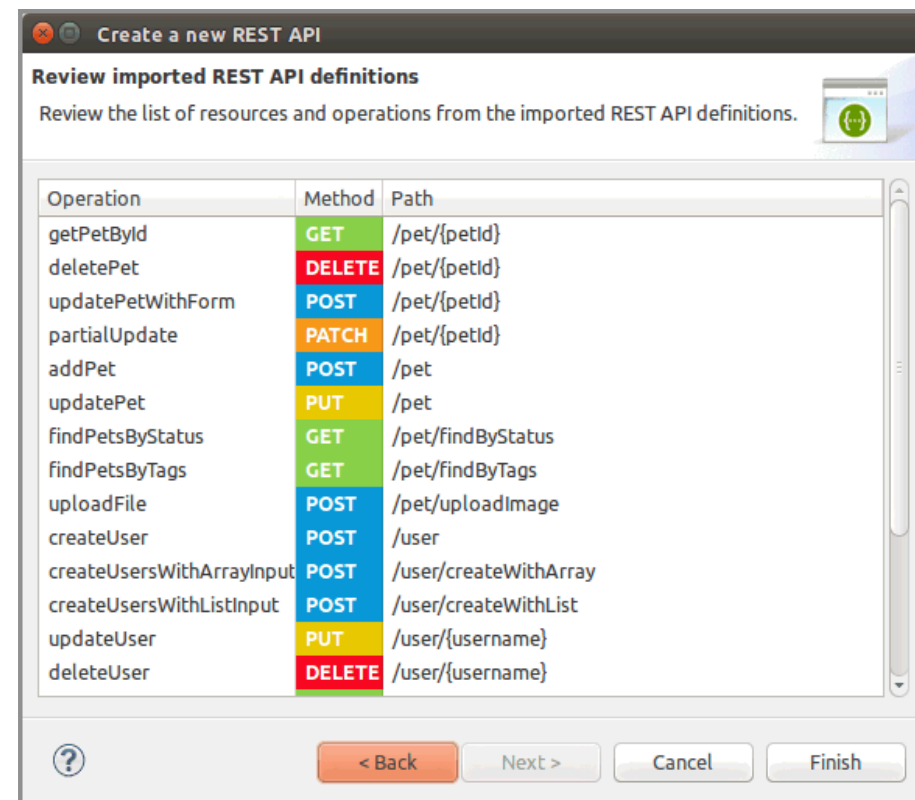 Create a new REST API
Review imported REST API definitions
Review the list of resources and operations from the imported REST API definitions.
{···}
Operation Method Path
getPetById GET /pet/{petId}
deletePet DELETE /pet/{petId}
updatePetWithForm POST /pet/{petId}
partialUpdate PATCH /pet/{petId}
addPet POST /pet
updatePet PUT /pet
findPetsByStatus GET /pet/findByStatus
findPetsByTags GET /pet/findByTags
uploadFile POST /pet/uploadImage
createUser POST /user
createUsersWithArrayInput POST /user/createWithArray
createUsersWithListInput POST /user/createWithList
updateUser PUT /user/{username}
deleteUser DELETE /user/{username}
? < Back Next > Cancel Finish